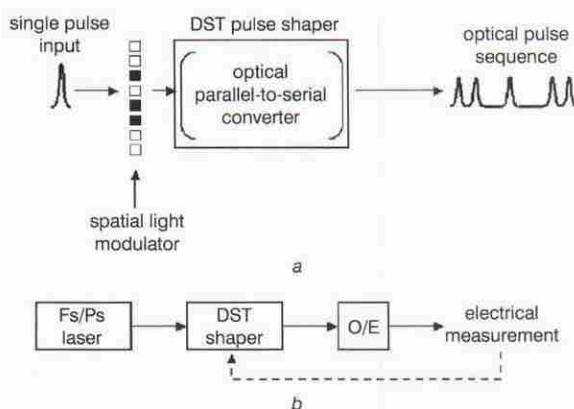 single pulse
input
DST pulse shaper
optical
parallel-to-serial
converter
optical pulse
sequence
spatial light
modulator
a
Fs/Ps
laser
DST
shaper
O/E
electrical
measurement
b